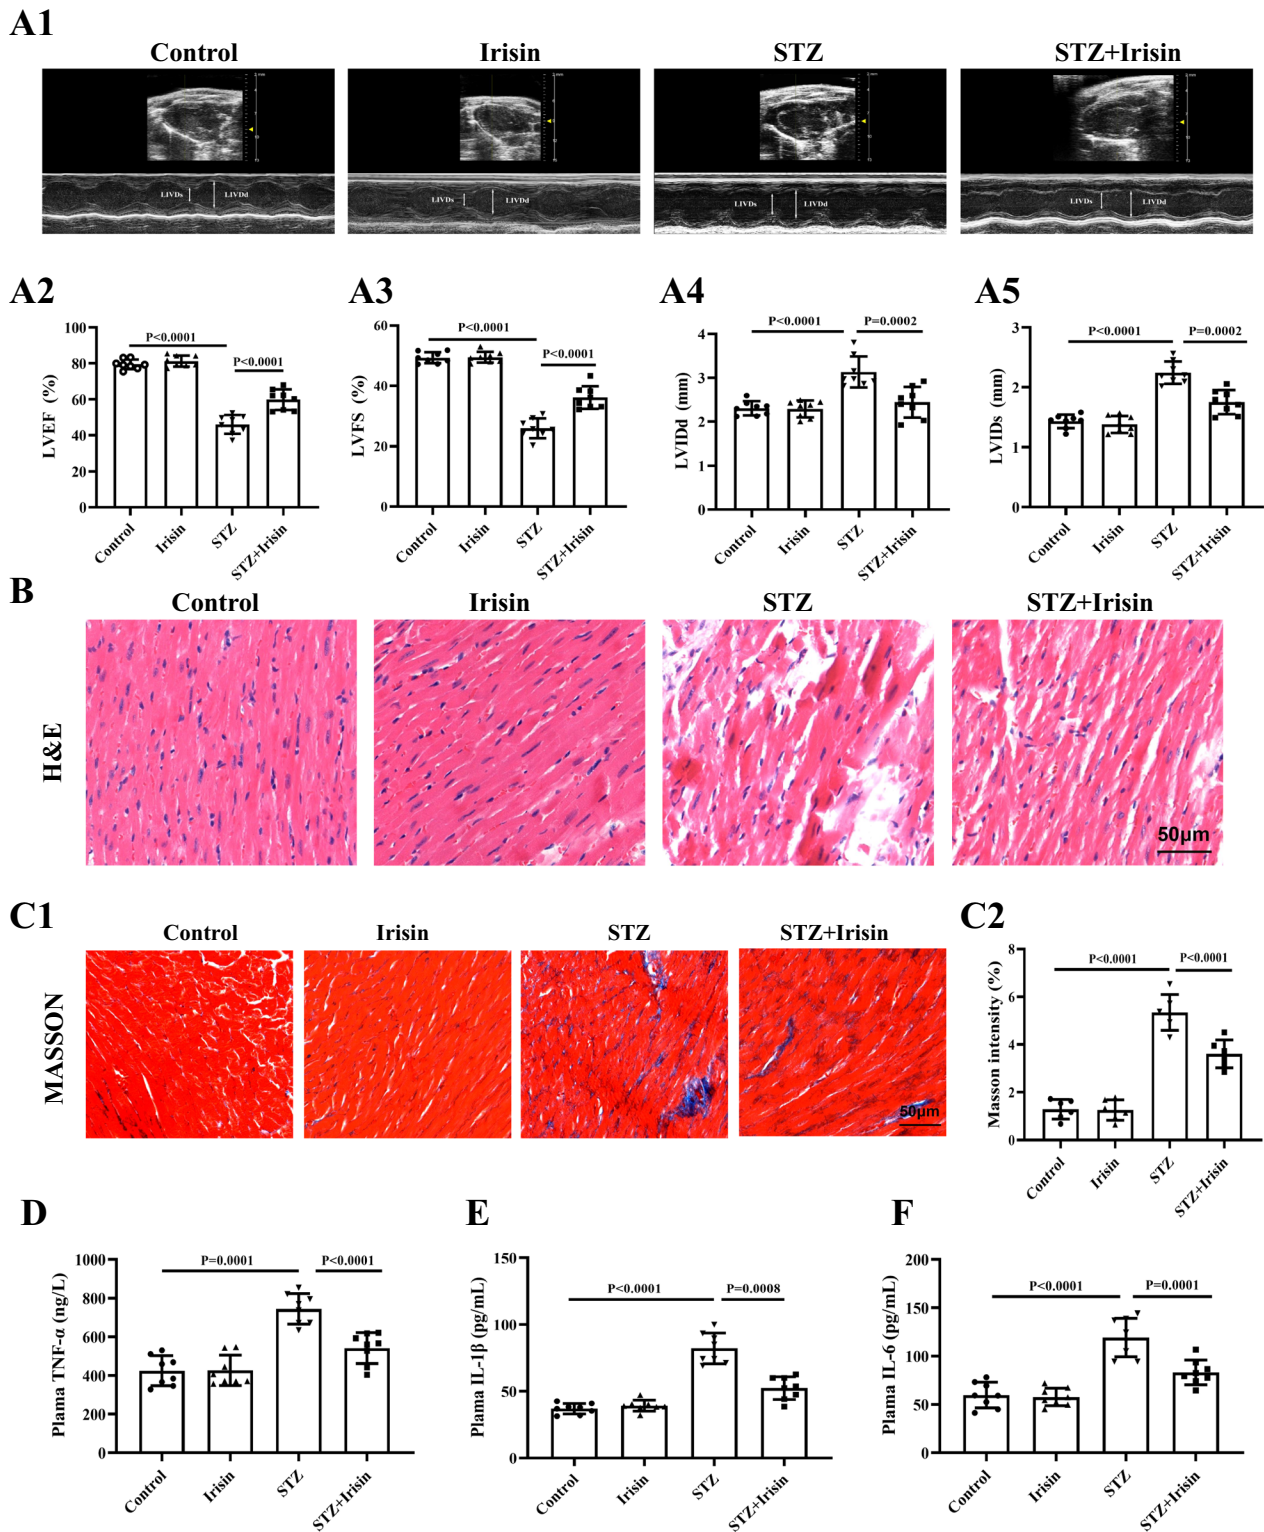 A1
Control Irisin STZ STZ+Irisin
LIVDs LIVDd LIVDs LIVDd LIVDs LIVDd LIVDs LIVDd
A2 A3 A4 A5
LVEF (%)
100
80
60
40
20
0
P<0.0001
P<0.0001
Control Irisin STZ STZ+Irisin
LVFS (%)
60
40
20
0
P<0.0001
P<0.0001
Control Irisin STZ STZ+Irisin
LVIDd (mm)
4
3
2
1
0
P<0.0001 P=0.0002
Control Irisin STZ STZ+Irisin
LVIDs (mm)
3
2
1
0
P<0.0001 P=0.0002
Control Irisin STZ STZ+Irisin
B
Control Irisin STZ STZ+Irisin
H&E
50μm
C1
Control Irisin STZ STZ+Irisin
MASSON
50μm
C2
Masson intensity (%)
8
6
4
2
0
P<0.0001 P<0.0001
Control Irisin STZ STZ+Irisin
D
Plama TNF-α (ng/L)
1000
800
600
400
200
0
P=0.0001 P<0.0001
Control Irisin STZ STZ+Irisin
E
Plama IL-1β (pg/mL)
150
100
50
0
P<0.0001 P=0.0008
Control Irisin STZ STZ+Irisin
F
Plama IL-6 (pg/mL)
200
150
100
50
0
P<0.0001 P=0.0001
Control Irisin STZ STZ+Irisin